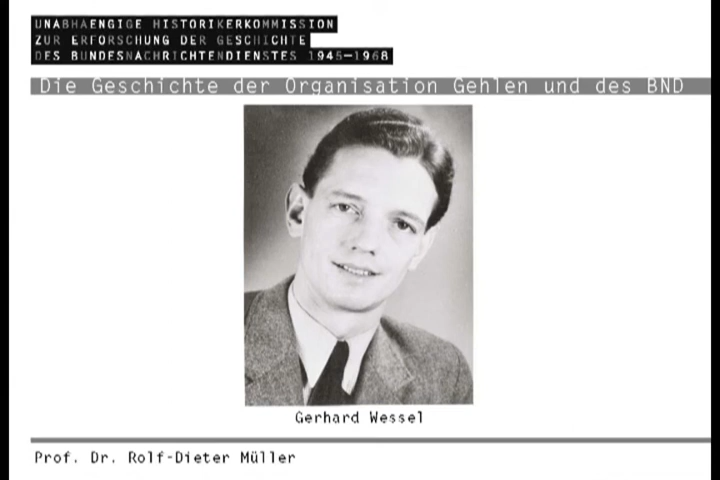 UNABHAENGIGE HISTORIKERKOMMISSION
ZUR ERFORSCHUNG DER GESCHICHTE
DES BUNDESNACHRICHTENDIENSTES 1945—1968
Die Geschichte der Organisation Gehlen und des BND
Gerhard Wessel
Prof. Dr. Rolf-Dieter Müller